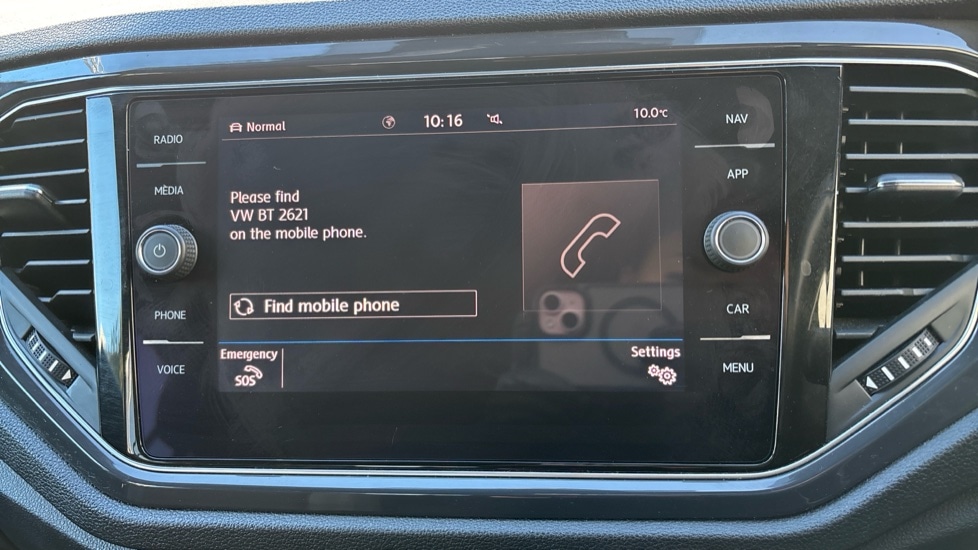 RADIO
MEDIA
PHONE
VOICE
Normal 10:16 10.0°C
Please find
VW BT 2621
on the mobile phone.
Find mobile phone
Emergency
SOS
Settings
NAV
APP
CAR
MENU